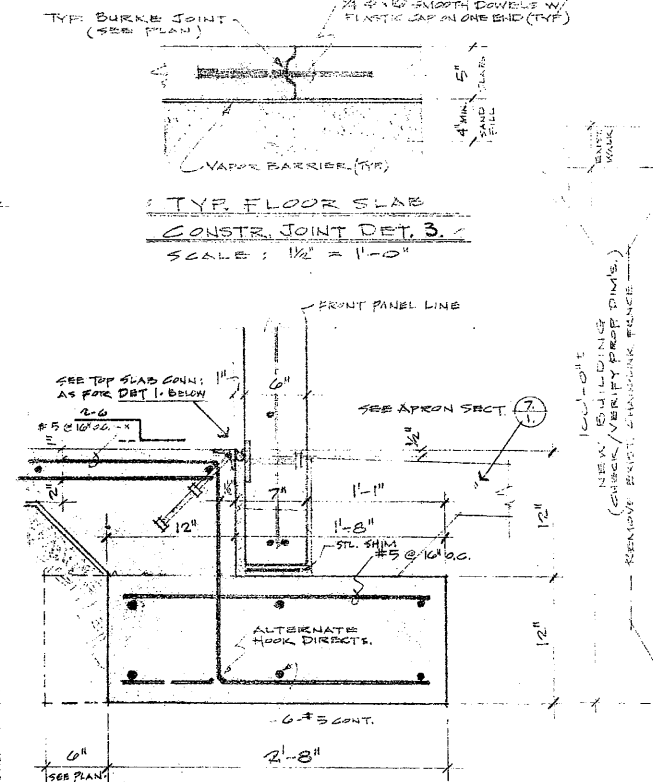 TYP. BURKE JOINT
(SEE PLAN)
SMOOTH DOWELS W/
PLASTIC CAP ON ONE END (TYP)
5"
SLABS
4" MIN.
SAND
FILL
VAPOR BARRIER (TYP)
TYP. FLOOR SLAB
CONSTR. JOINT DET. 3.
SCALE: 1½" = 1'-0"
EXIST.
WALK
FRONT PANEL LINE
SEE TOP SLAB CONN:
AS FOR DET 1. BELOW
1"
6"
2-6
#5 @ 16" O.C.
SEE APRON SECT.
7
1.
½"
1"
2"
12"
7"
1'-1"
1'-8"
STL. SHIM
#5 @ 16" O.C.
12"
12"
ALTERNATE
HOOK DIRECTS.
6-#5 CONT.
6"
SEE PLAN.
2'-8"
100'-0"±
NEW BUILDING
(CHECK/VERIFY PROP. DIM'S.)
REMOVE EXIST. CHAINLINK FENCE